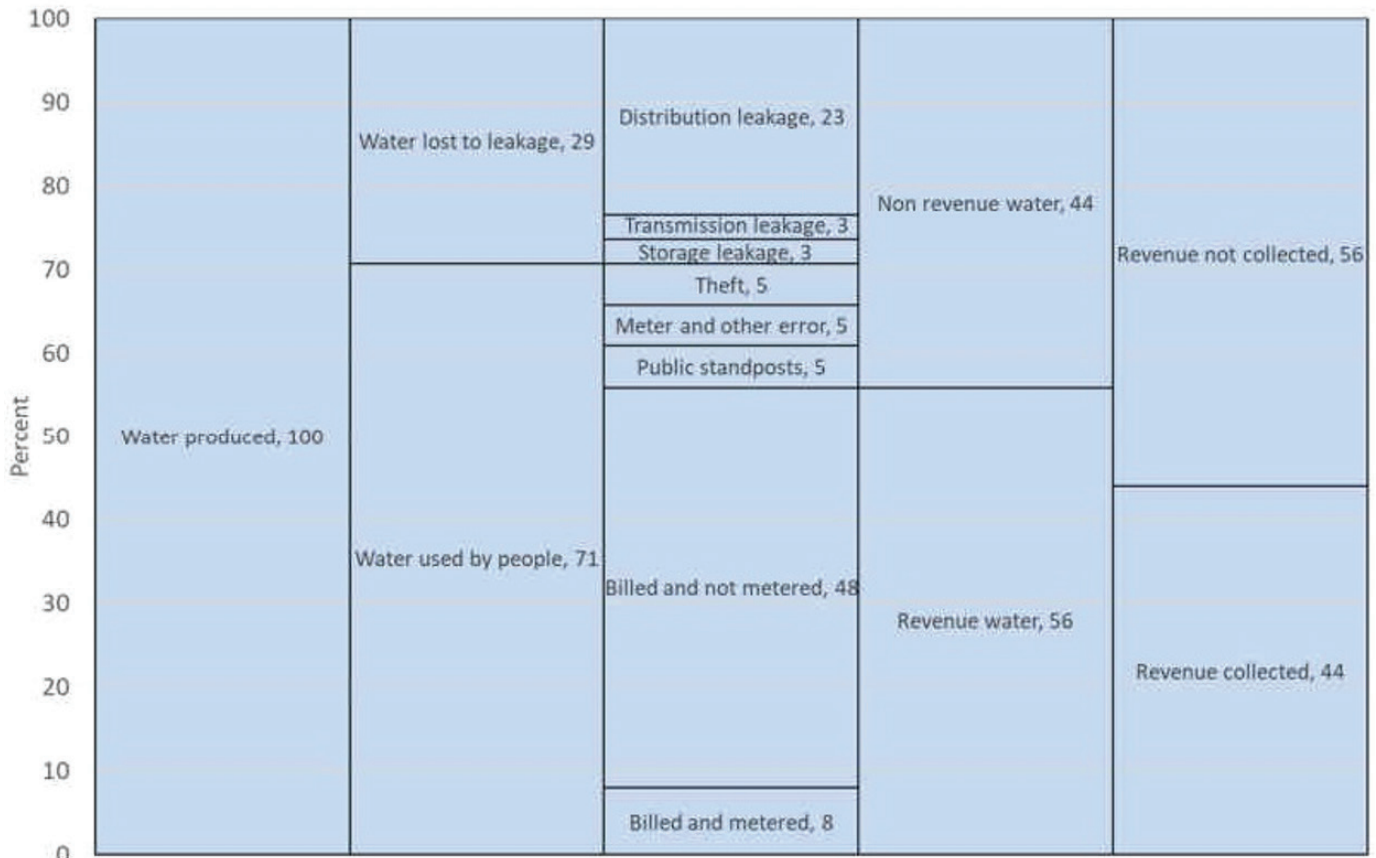 100
90
80
70
60
50
40
30
20
10
0
Percent
Water produced, 100
Water lost to leakage, 29
Water used by people, 71
Distribution leakage, 23
Transmission leakage, 3
Storage leakage, 3
Theft, 5
Meter and other error, 5
Public standposts, 5
Billed and not metered, 48
Billed and metered, 8
Non revenue water, 44
Revenue water, 56
Revenue not collected, 56
Revenue collected, 44